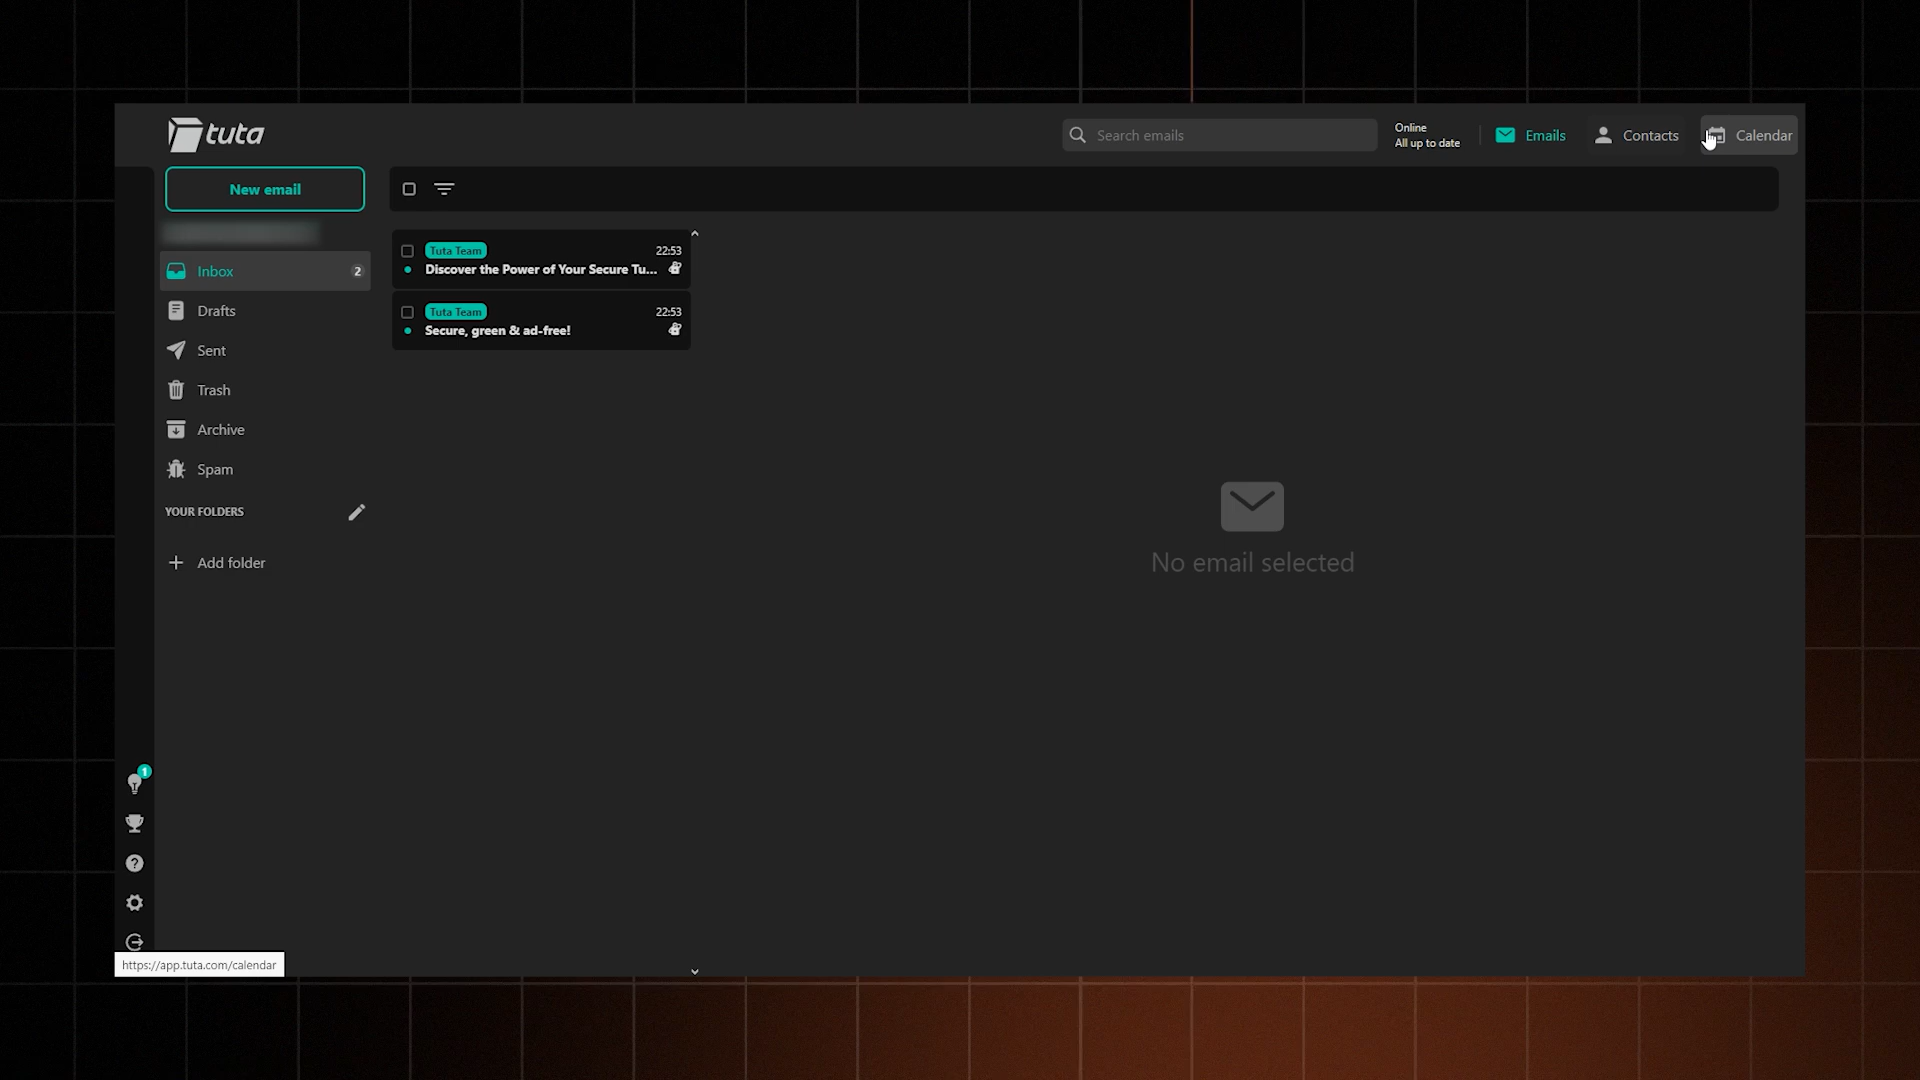 tuta
Search emails
Online
All up to date
Emails
Contacts
Calendar
New email
Inbox
2
Drafts
Sent
Trash
Archive
Spam
YOUR FOLDERS
Add folder
Tuta Team
22:53
Discover the Power of Your Secure Tu...
Tuta Team
22:53
Secure, green & ad-free!
No email selected
1
https://app.tuta.com/calendar